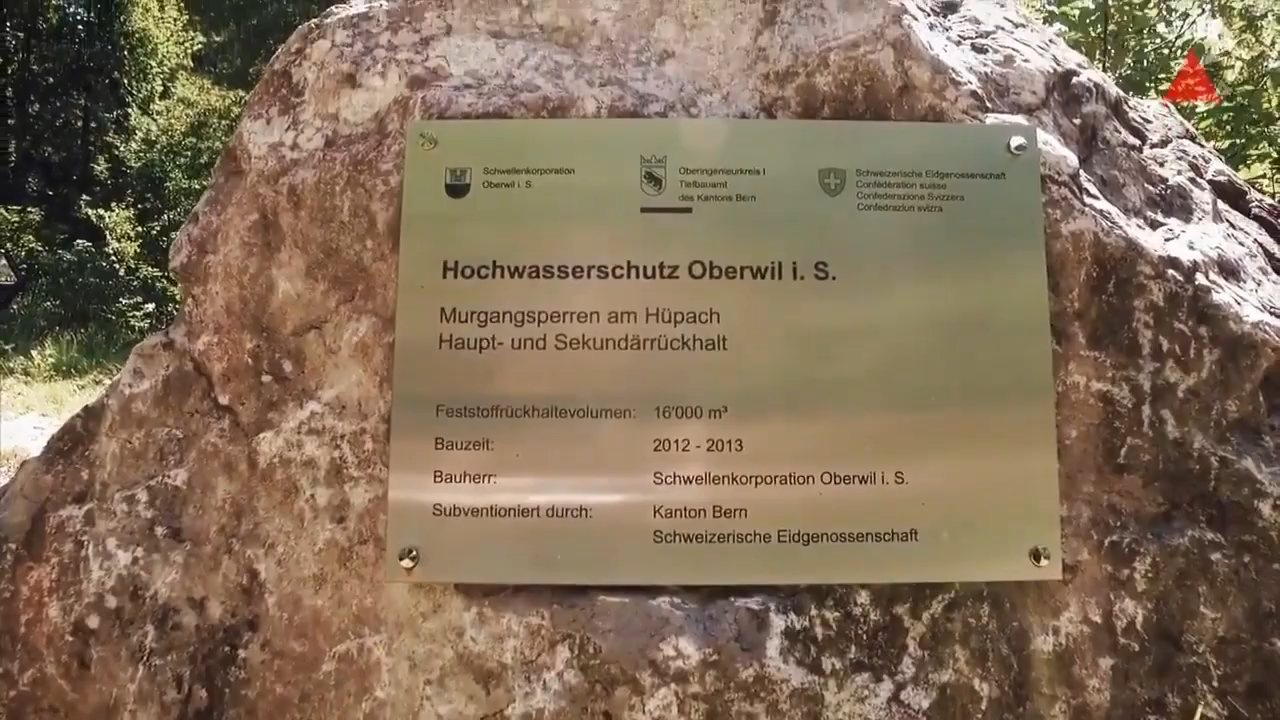 Schwellenkorporation
Oberwil i. S.
Oberingenieurkreis I
Tiefbauamt
des Kantons Bern
Schweizerische Eidgenossenschaft
Confédération suisse
Confederazione Svizzera
Confederaziun svizra
Hochwasserschutz Oberwil i. S.
Murgangsperren am Hüpach
Haupt- und Sekundärrückhalt
Feststoffrückhaltevolumen: 16'000 m³
Bauzeit: 2012 - 2013
Bauherr: Schwellenkorporation Oberwil i. S.
Subventioniert durch: Kanton Bern
Schweizerische Eidgenossenschaft